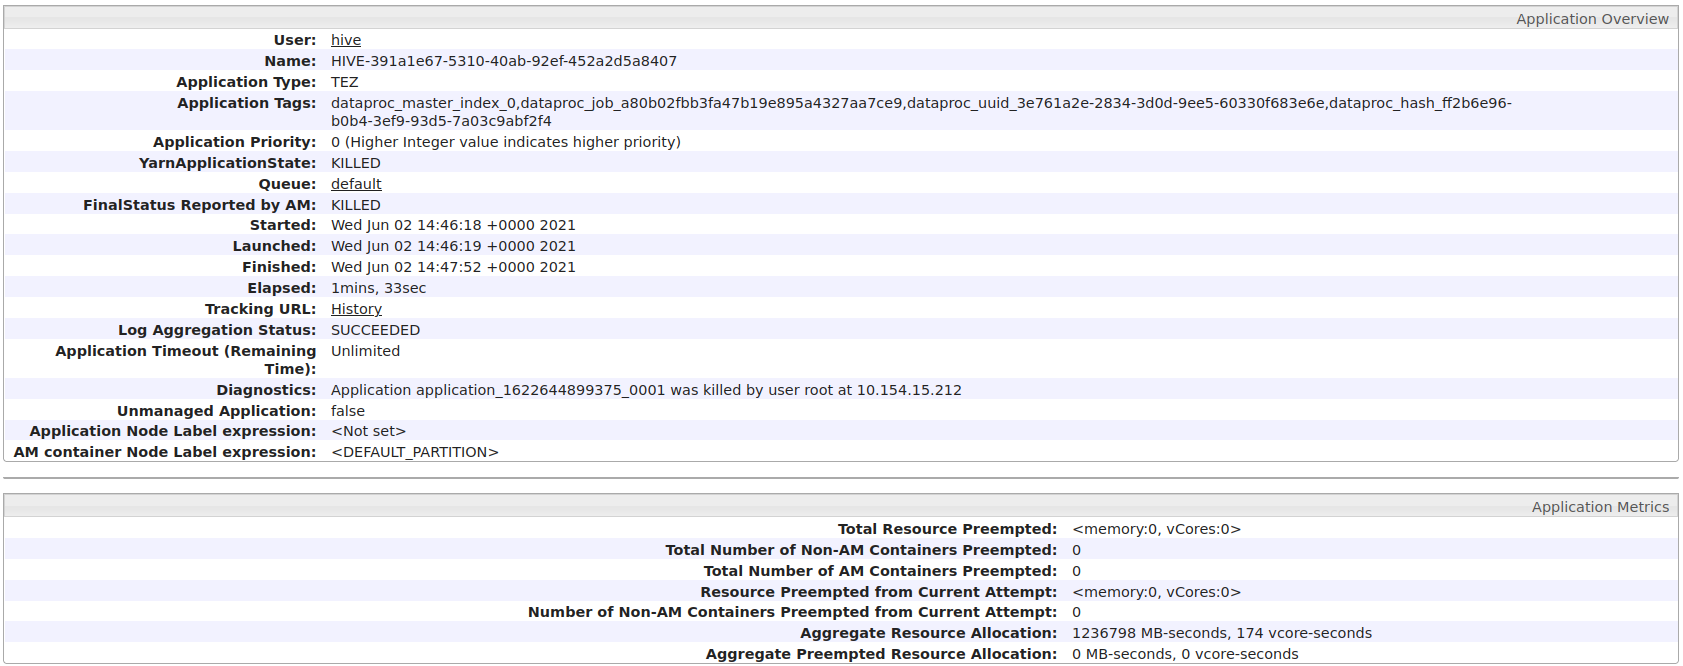 Application Overview
User: hive
Name: HIVE-391a1e67-5310-40ab-92ef-452a2d5a8407
Application Type: TEZ
Application Tags: dataproc_master_index_0,dataproc_job_a80b02fbb3fa47b19e895a4327aa7ce9,dataproc_uuid_3e761a2e-2834-3d0d-9ee5-60330f683e6e,dataproc_hash_ff2b6e96-
b0b4-3ef9-93d5-7a03c9abf2f4
Application Priority: 0 (Higher Integer value indicates higher priority)
YarnApplicationState: KILLED
Queue: default
FinalStatus Reported by AM: KILLED
Started: Wed Jun 02 14:46:18 +0000 2021
Launched: Wed Jun 02 14:46:19 +0000 2021
Finished: Wed Jun 02 14:47:52 +0000 2021
Elapsed: 1mins, 33sec
Tracking URL: History
Log Aggregation Status: SUCCEEDED
Application Timeout (Remaining Unlimited
Time):
Diagnostics: Application application_1622644899375_0001 was killed by user root at 10.154.15.212
Unmanaged Application: false
Application Node Label expression: <Not set>
AM container Node Label expression: <DEFAULT_PARTITION>
Application Metrics
Total Resource Preempted: <memory:0, vCores:0>
Total Number of Non-AM Containers Preempted: 0
Total Number of AM Containers Preempted: 0
Resource Preempted from Current Attempt: <memory:0, vCores:0>
Number of Non-AM Containers Preempted from Current Attempt: 0
Aggregate Resource Allocation: 1236798 MB-seconds, 174 vcore-seconds
Aggregate Preempted Resource Allocation: 0 MB-seconds, 0 vcore-seconds